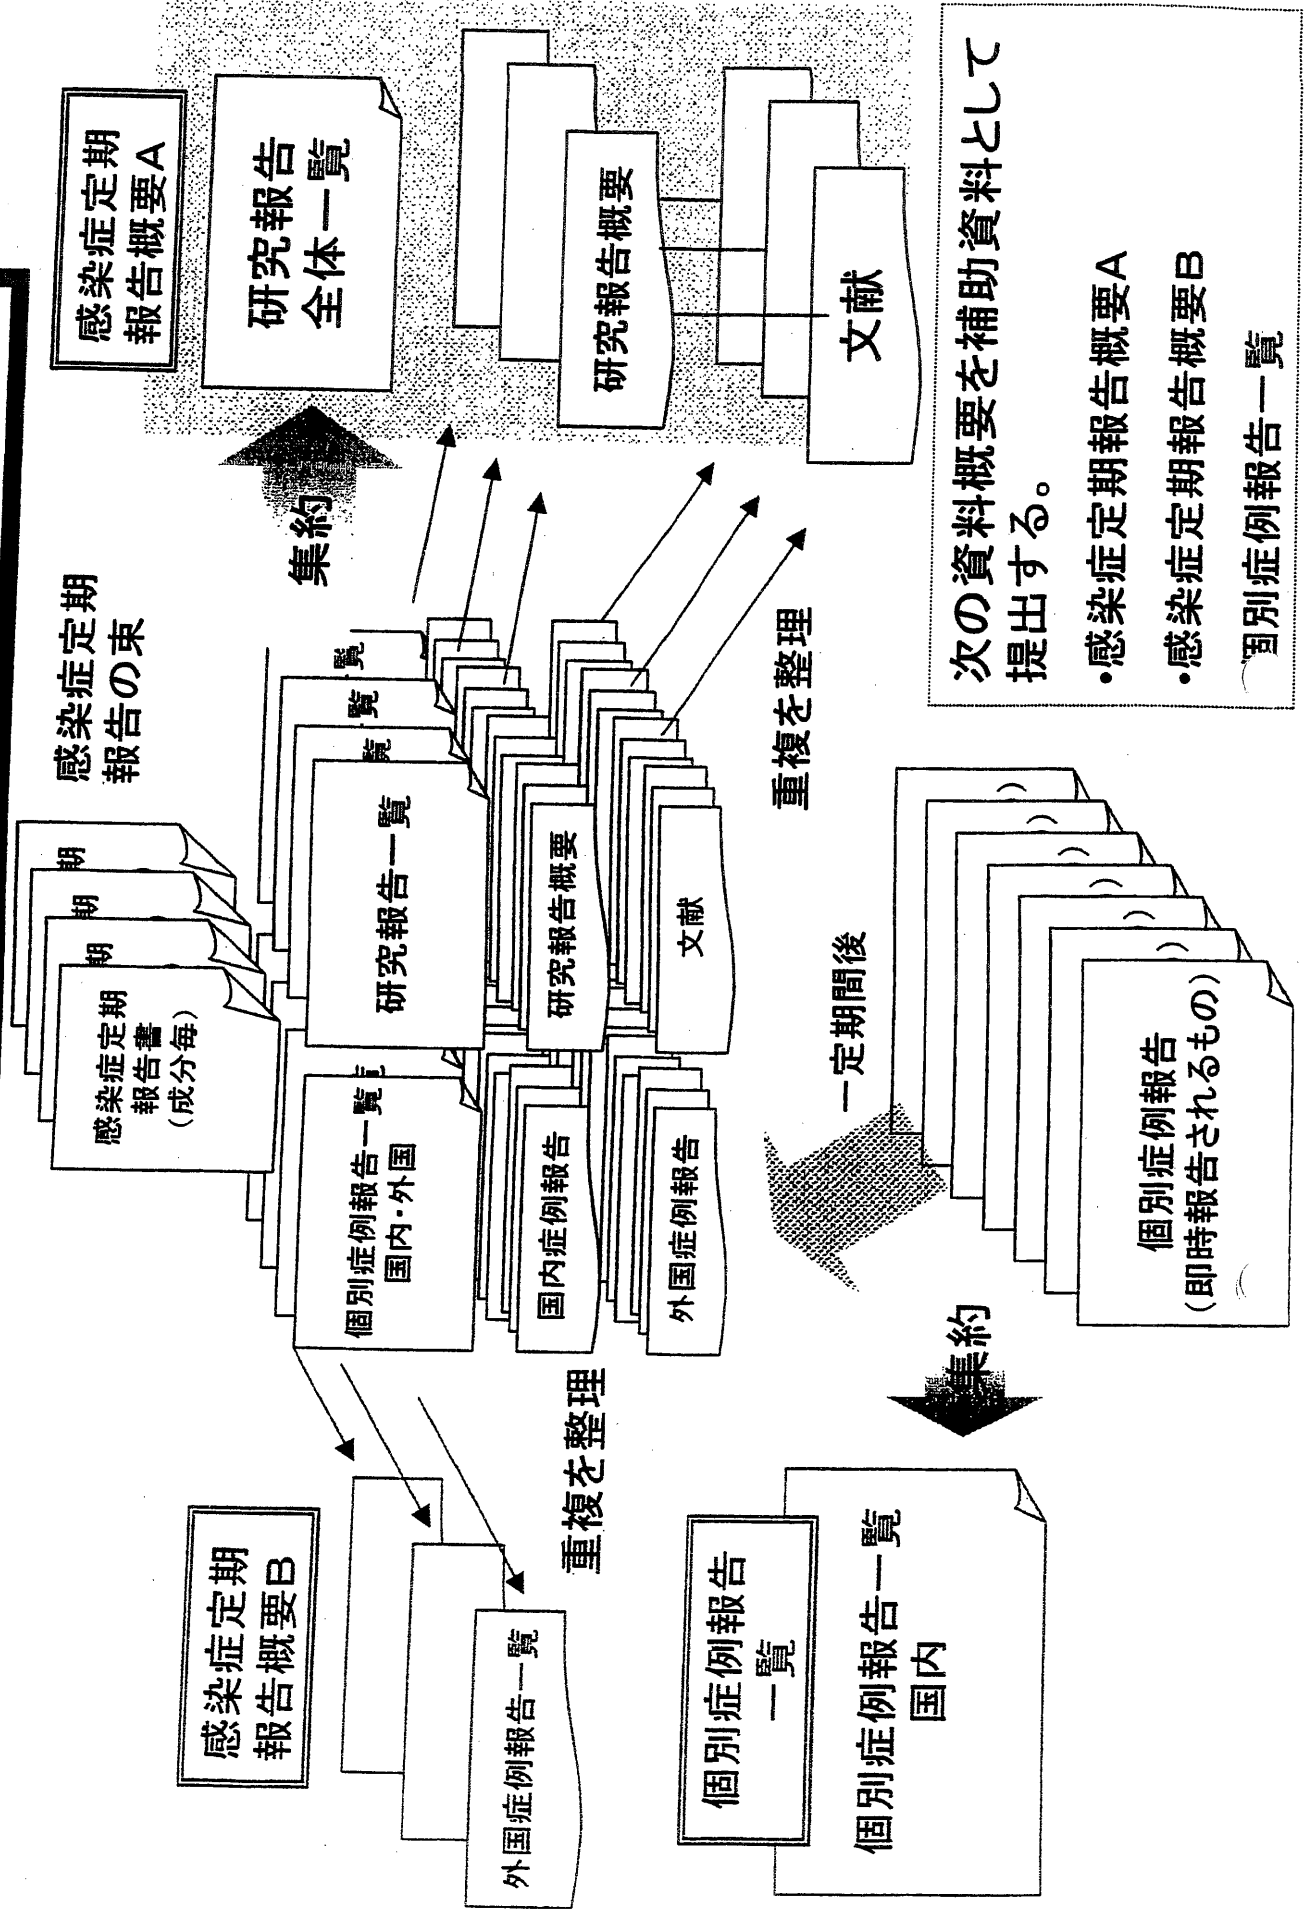 感染症定期
報告概要B
外国症例報告一覧
重複を整理
個別症例報告
一覧
個別症例報告一覧
国内
集約
感染症定期
報告書
(成分毎)
期
期
期
感染症定期
報告の束
個別症例報告一覧
国内・外国
国内症例報告
外国症例報告
研究報告一覧
覧
覧
覧
覧
研究報告概要
文献
一定期間後
個別症例報告
(即時報告されるもの)
重複を整理
集約
感染症定期
報告概要A
研究報告
全体一覧
研究報告概要
文献
次の資料概要を補助資料として
提出する。
・感染症定期報告概要A
・感染症定期報告概要B
個別症例報告一覧